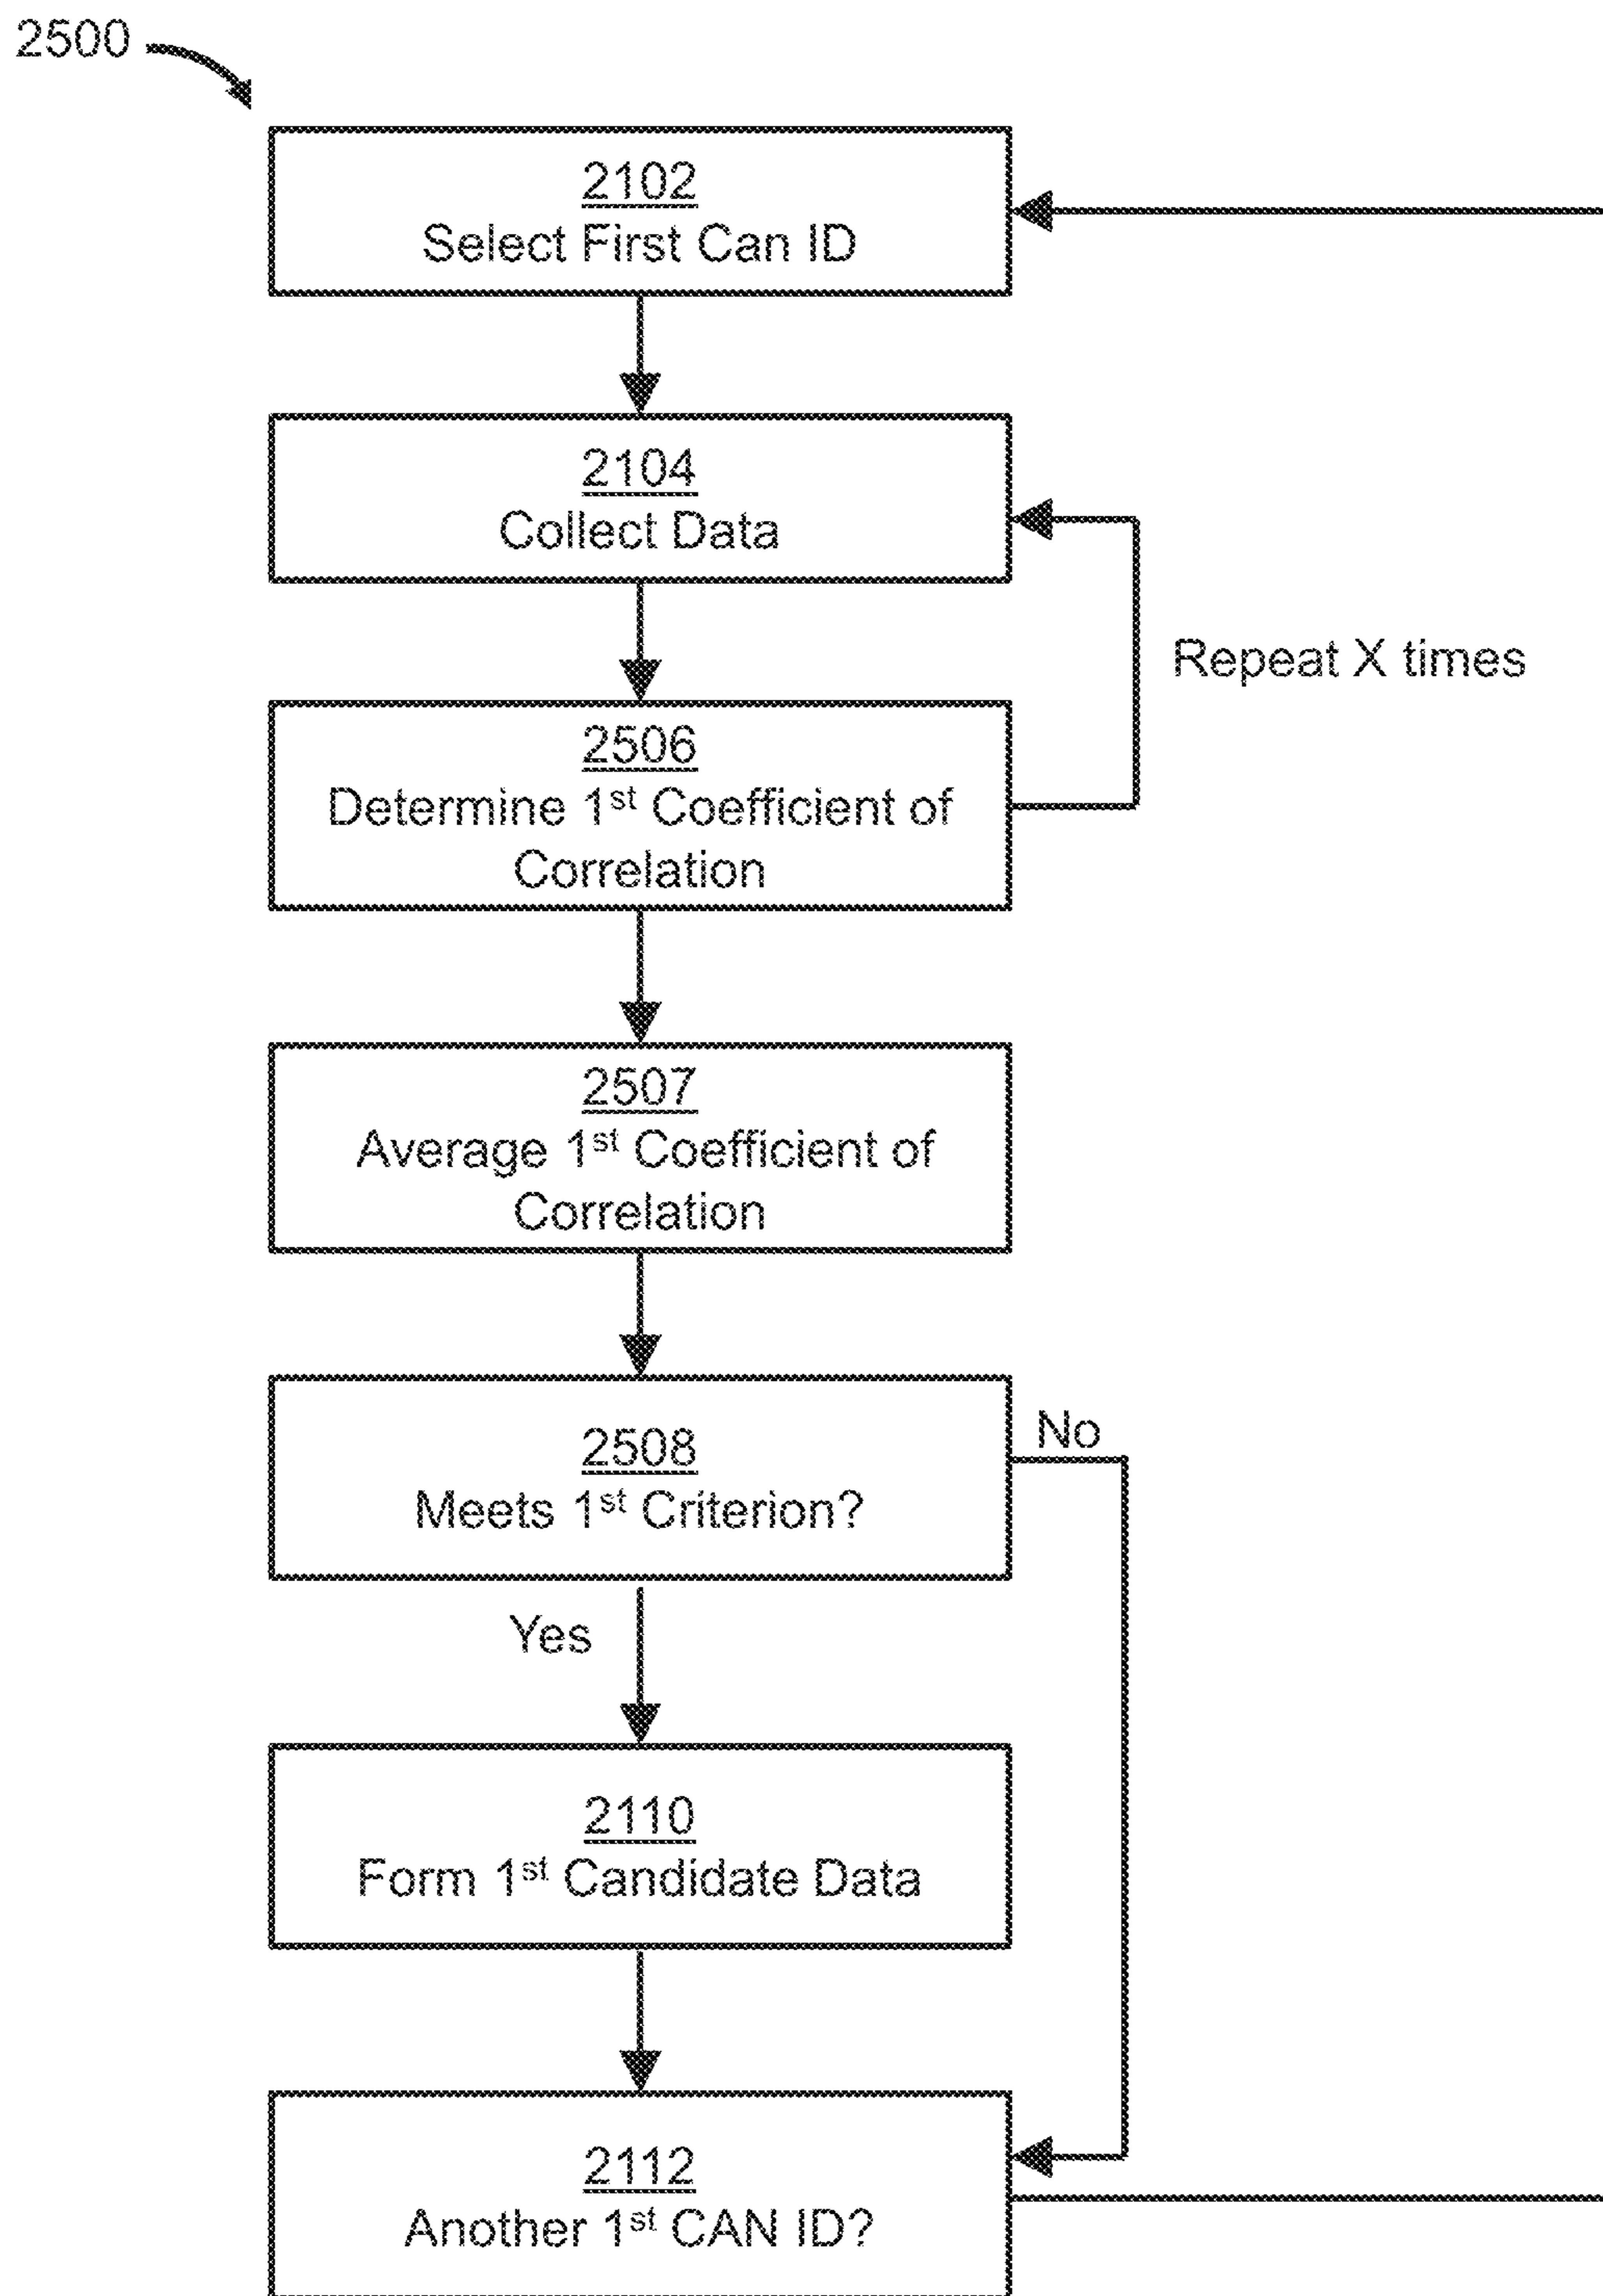 2500
2102
Select First Can ID
2104
Collect Data
Repeat X times
2506
Determine 1st Coefficient of
Correlation
2507
Average 1st Coefficient of
Correlation
2508
Meets 1st Criterion?
No
Yes
2110
Form 1st Candidate Data
2112
Another 1st CAN ID?